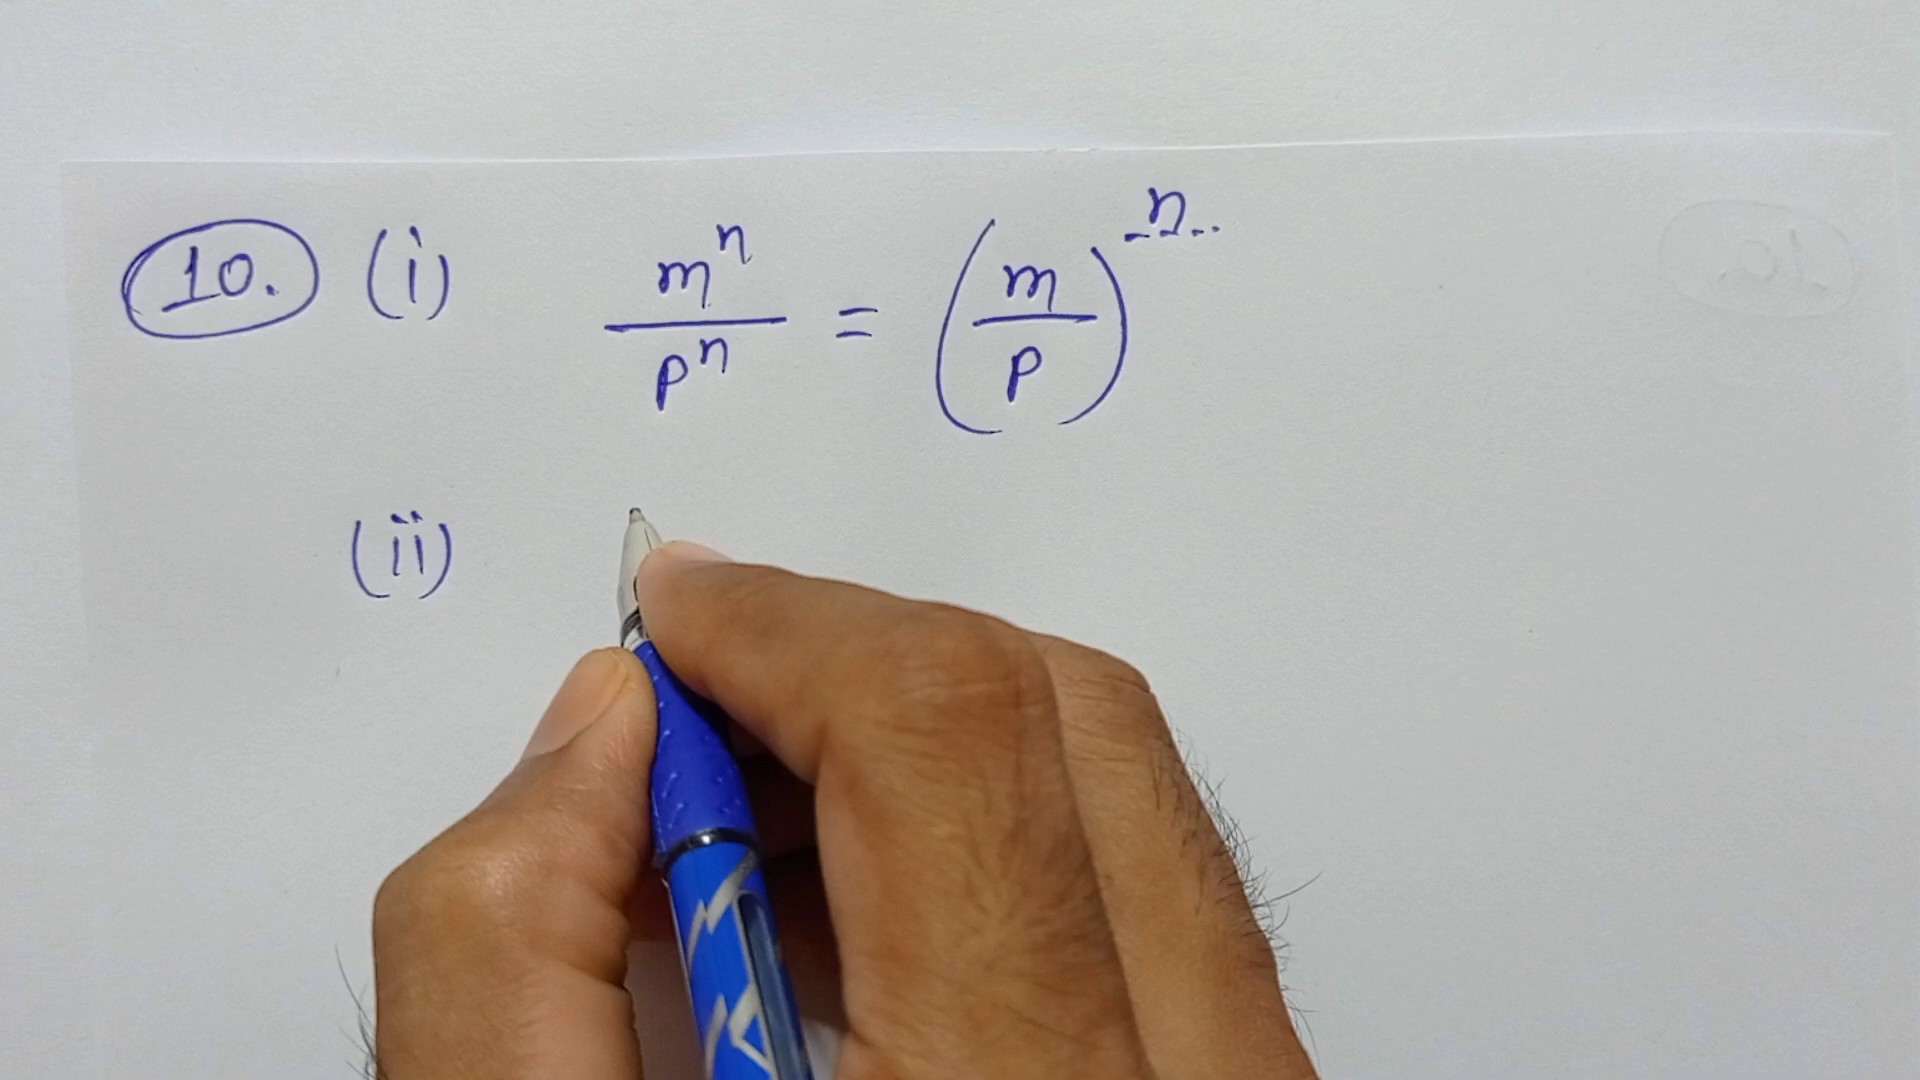 10. (i) m^n / p^n = (m / p)^n
(ii)